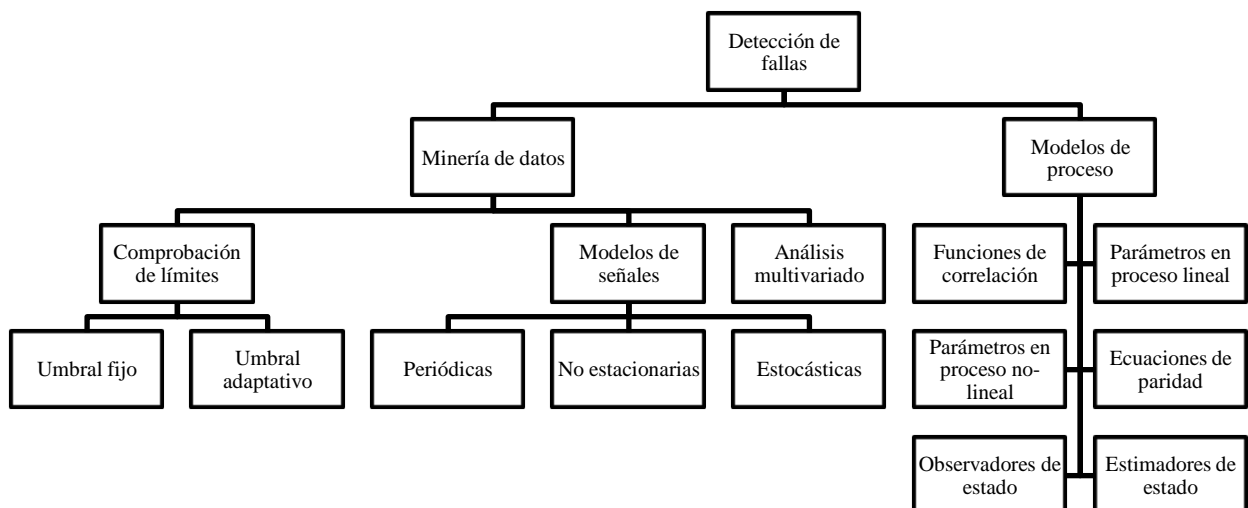 Detección de
fallas
Minería de datos
Modelos de
proceso
Comprobación
de límites
Modelos de
señales
Análisis
multivariado
Funciones de
correlación
Parámetros en
proceso lineal
Umbral fijo
Umbral
adaptativo
Periódicas
No estacionarias
Estocásticas
Parámetros en
proceso no-
lineal
Ecuaciones de
paridad
Observadores de
estado
Estimadores de
estado